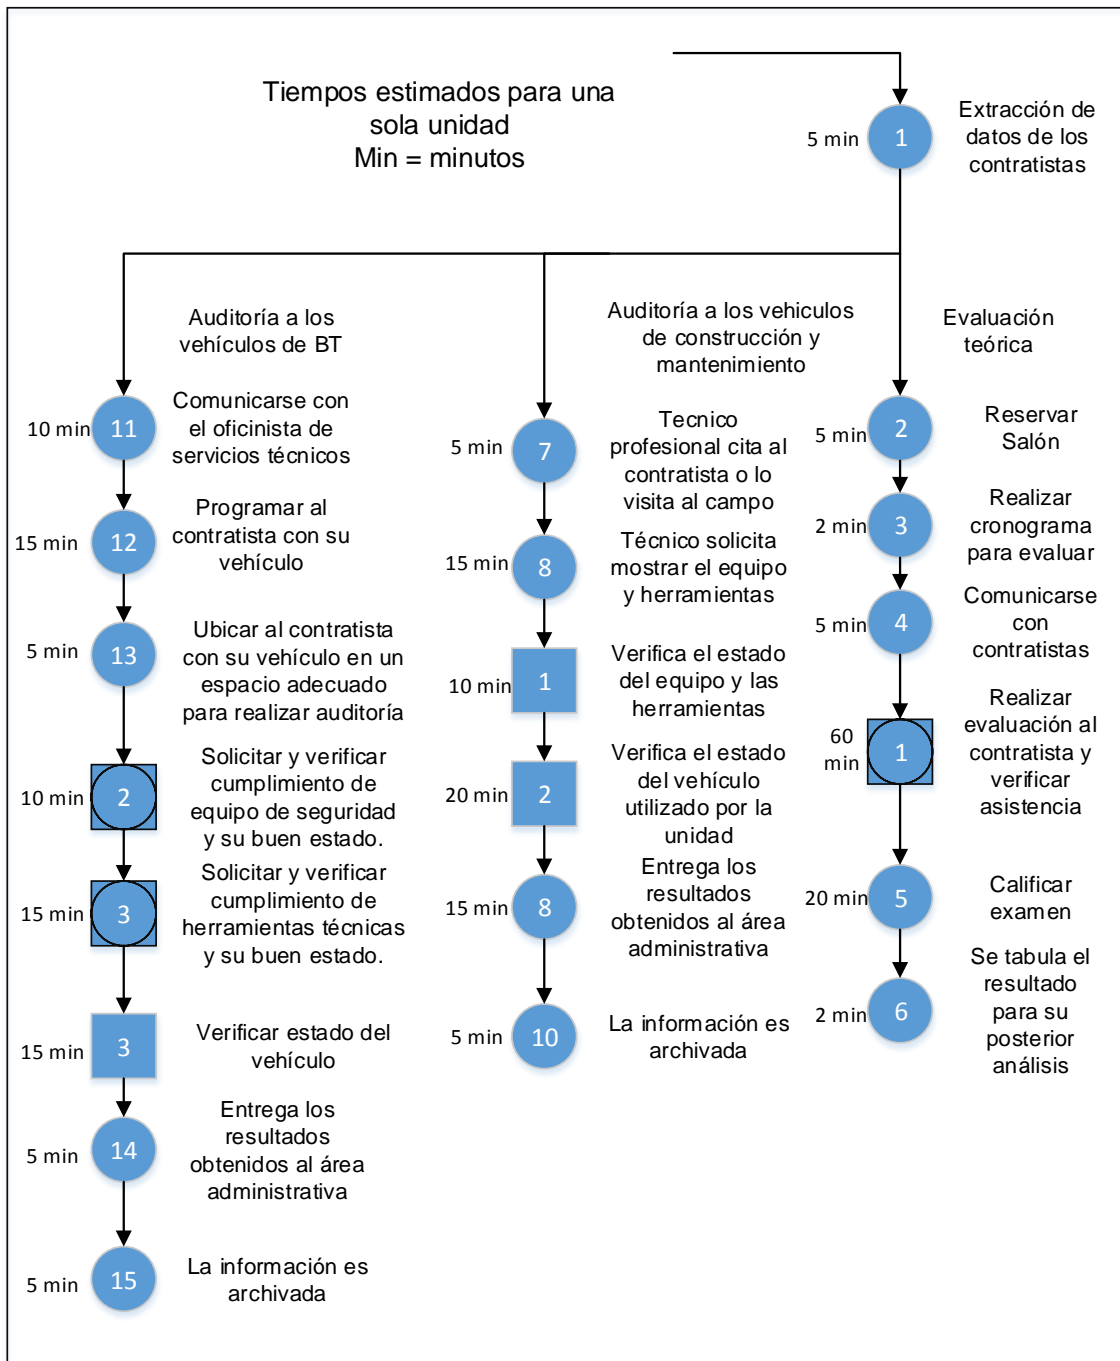 Tiempos estimados para una
sola unidad
Min = minutos
5 min
1
Extracción de
datos de los
contratistas
Auditoría a los
vehículos de BT
10 min
11
Comunicarse con
el oficinista de
servicios técnicos
15 min
12
Programar al
contratista con su
vehículo
5 min
13
Ubicar al contratista
con su vehículo en un
espacio adecuado
para realizar auditoría
10 min
2
Solicitar y verificar
cumplimiento de
equipo de seguridad
y su buen estado.
15 min
3
Solicitar y verificar
cumplimiento de
herramientas técnicas
y su buen estado.
15 min
3
Verificar estado del
vehículo
5 min
14
Entrega los
resultados
obtenidos al área
administrativa
5 min
15
La información es
archivada
Auditoría a los vehiculos
de construcción y
mantenimiento
5 min
7
Tecnico
profesional cita al
contratista o lo
visita al campo
15 min
8
Técnico solicita
mostrar el equipo
y herramientas
10 min
1
Verifica el estado
del equipo y las
herramientas
20 min
2
Verifica el estado
del vehículo
utilizado por la
unidad
15 min
8
Entrega los
resultados
obtenidos al área
administrativa
5 min
10
La información es
archivada
Evaluación
teórica
5 min
2
Reservar
Salón
2 min
3
Realizar
cronograma
para evaluar
5 min
4
Comunicarse
con
contratistas
60
min
1
Realizar
evaluación al
contratista y
verificar
asistencia
20 min
5
Calificar
examen
2 min
6
Se tabula el
resultado
para su
posterior
análisis